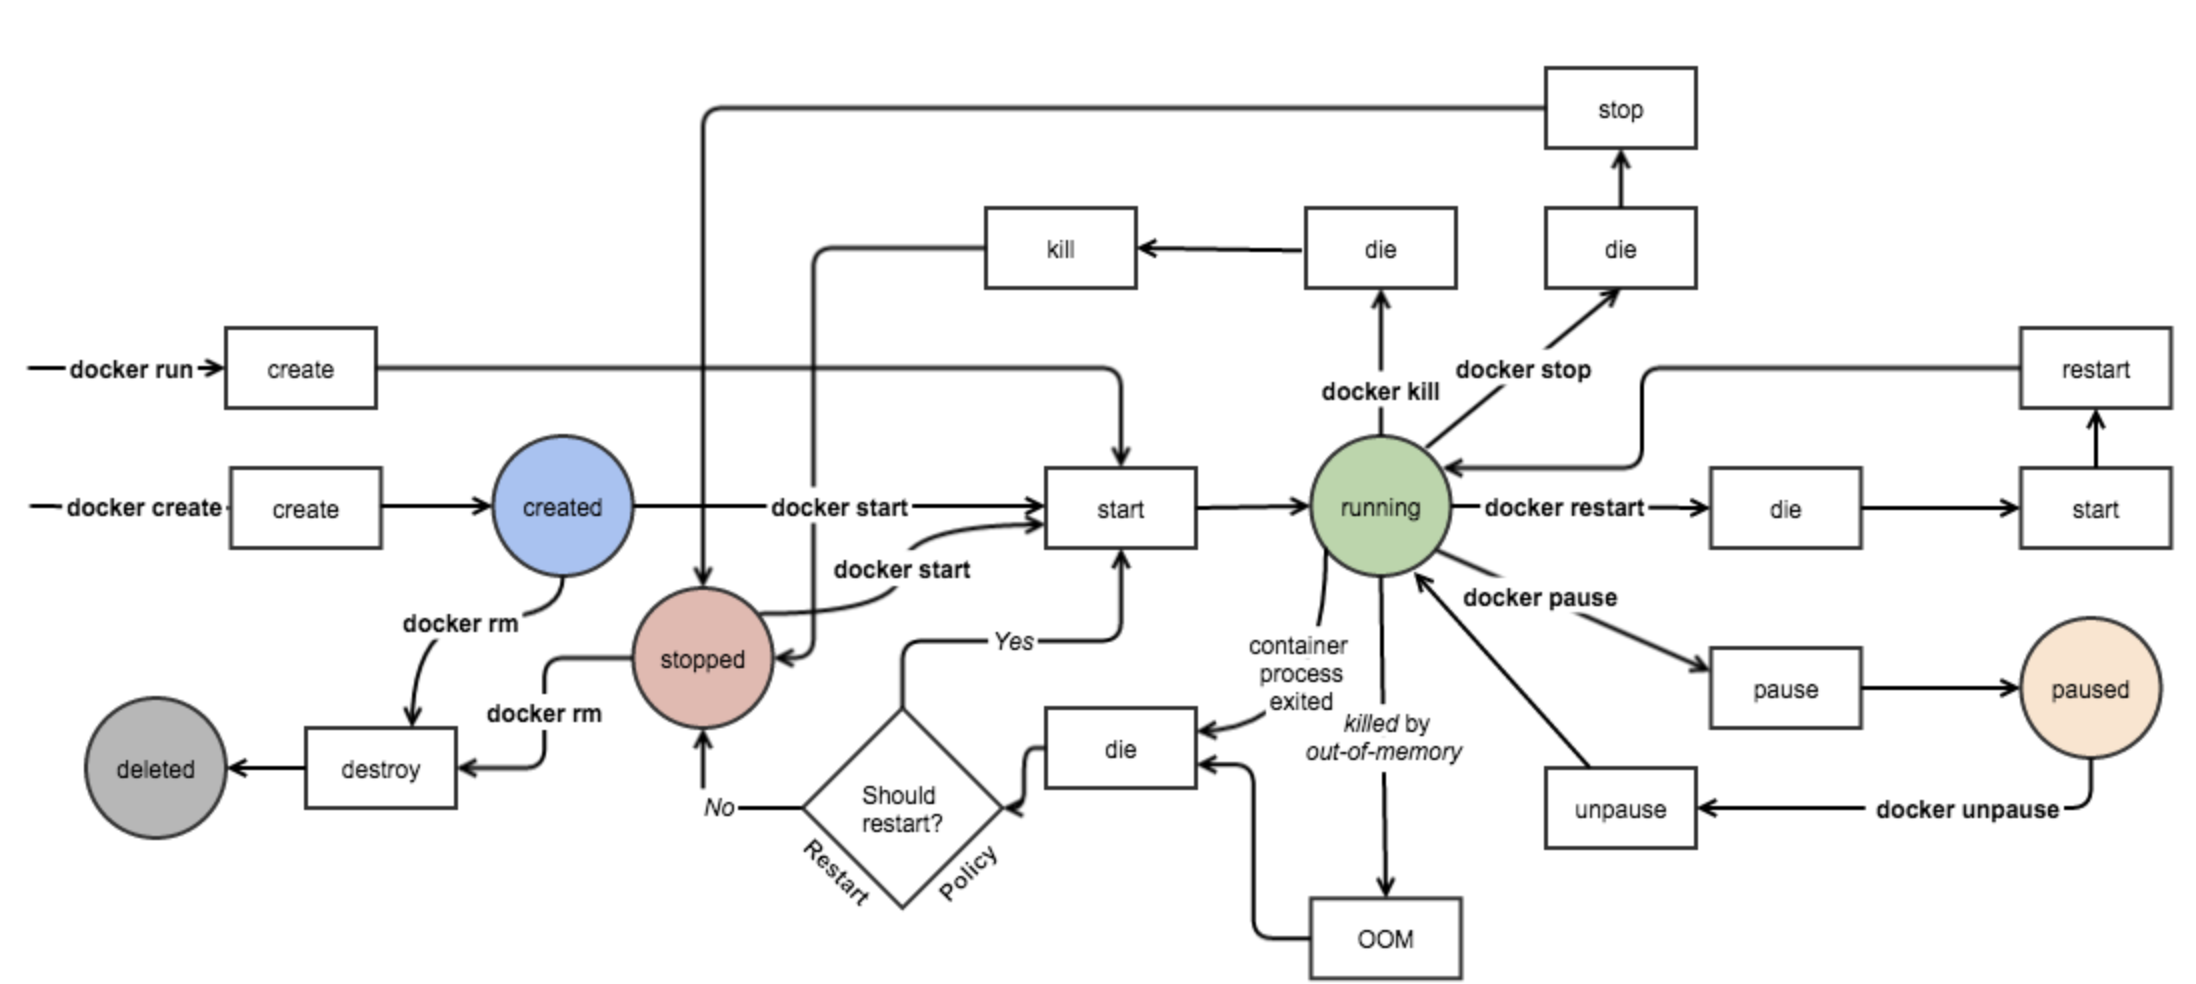 stop
kill
die
die
docker run
create
docker kill
docker stop
restart
docker create
create
created
docker start
start
running
docker restart
die
start
docker start
docker rm
stopped
Yes
container
process
exited
docker pause
pause
paused
docker rm
killed by
out-of-memory
deleted
destroy
die
No
Should
restart?
Restart
Policy
unpause
docker unpause
OOM